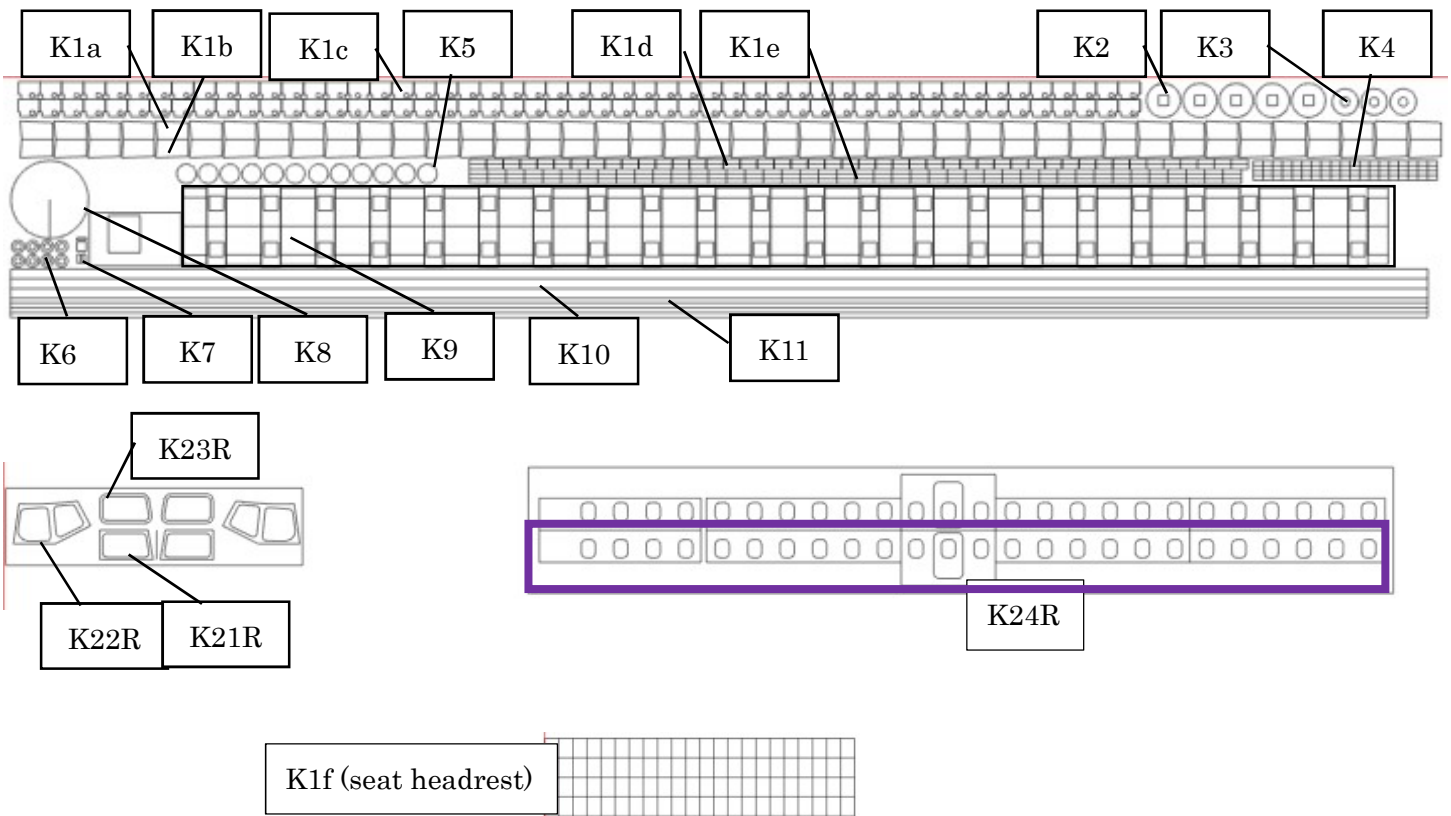 K1a
K1b
K1c
K5
K1d
K1e
K2
K3
K4
K6
K7
K8
K9
K10
K11
K23R
K22R
K21R
K24R
K1f (seat headrest)